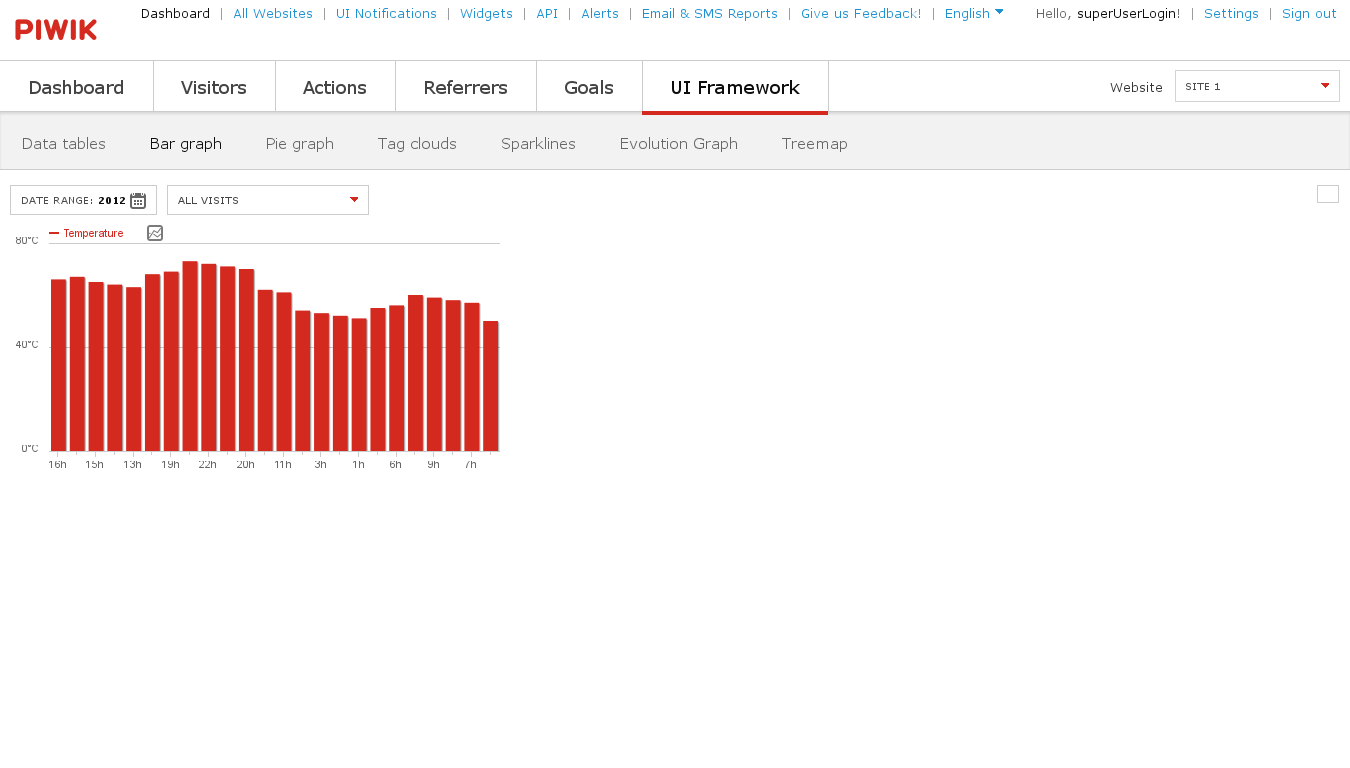 PIWIK
Dashboard | All Websites | UI Notifications | Widgets | API | Alerts | Email & SMS Reports | Give us Feedback! | English
Hello, superUserLogin! | Settings | Sign out
Dashboard Visitors Actions Referrers Goals UI Framework
Website SITE 1
Data tables Bar graph Pie graph Tag clouds Sparklines Evolution Graph Treemap
DATE RANGE: 2012 ALL VISITS
Temperature
80°C
40°C
0°C
16h 15h 13h 19h 22h 20h 11h 3h 1h 6h 9h 7h